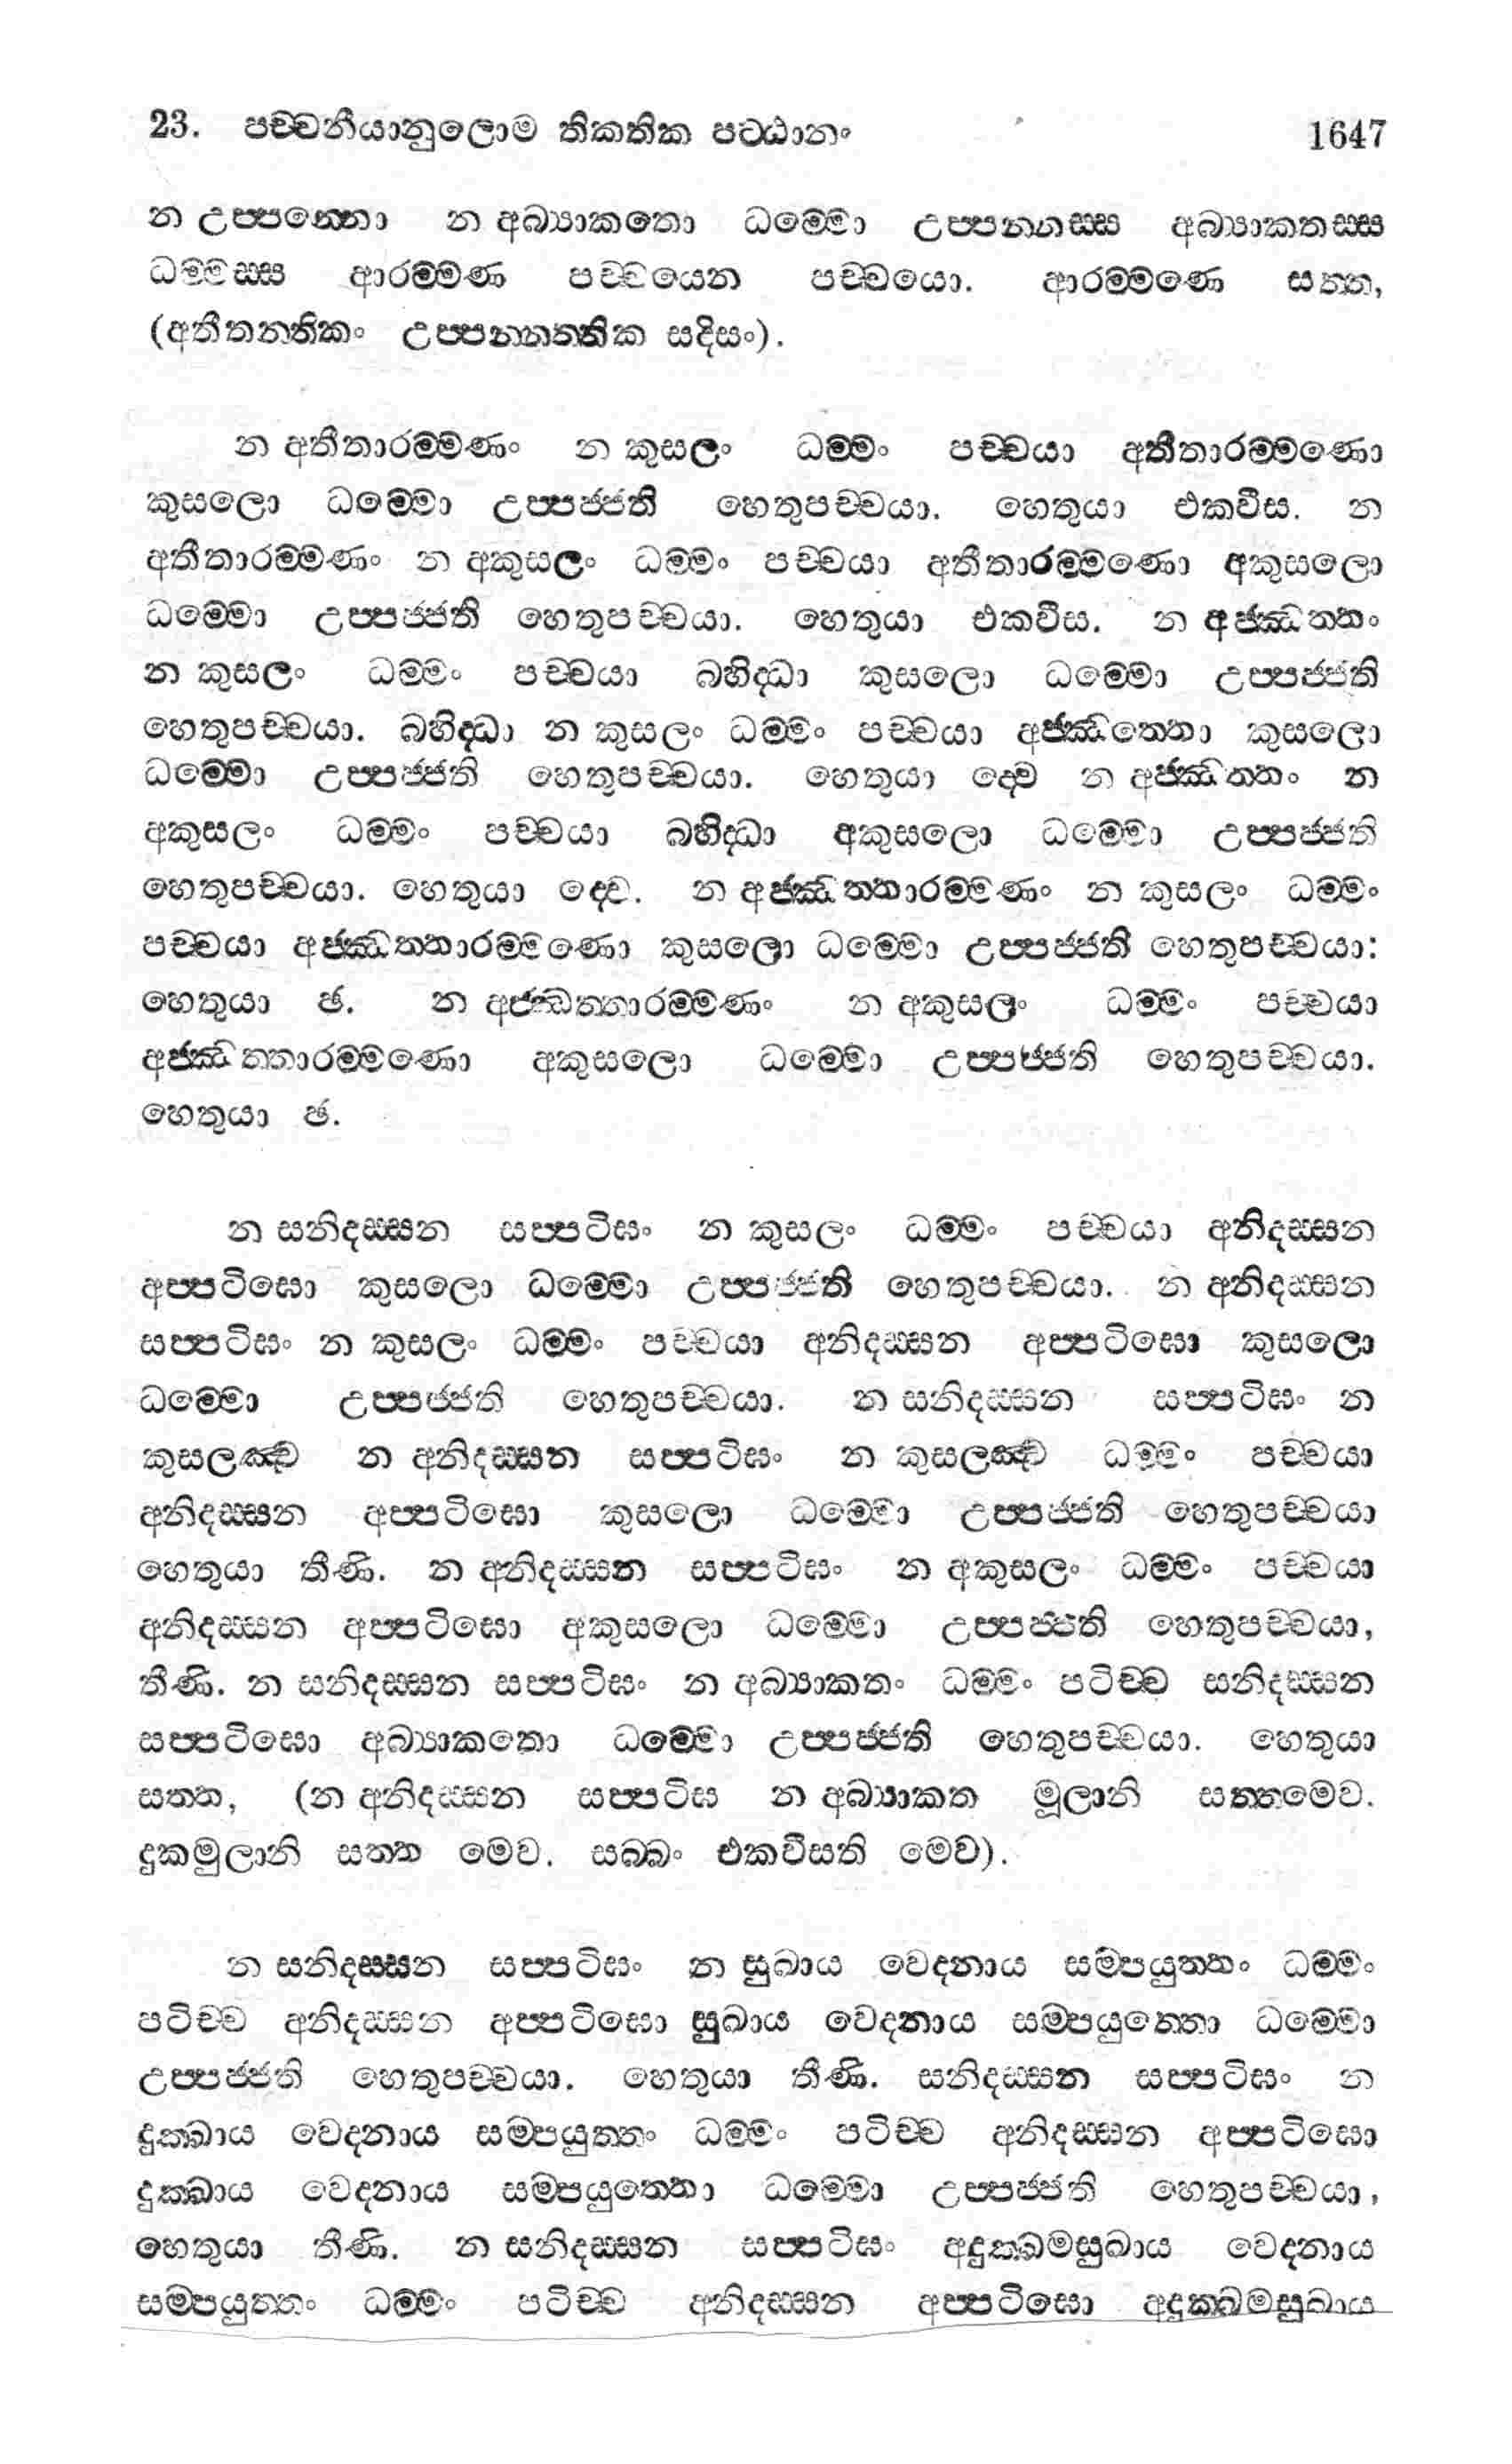 23. පච්චනීයානුලොම තිකතික පට්ඨානං 1647
න උප්පන්නො න අබ්‍යාකතො ධම්මො උප්පන්නස්ස අබ්‍යාකතස්ස
ධම්මස්ස ආරම්මණ පච්චයෙන පච්චයො. ආරම්මණෙ සත්ත,
(අතීතත්තිකං උප්පන්නත්තික සදිසං).
න අතීතාරම්මණං න කුසලං ධම්මං පච්චයා අතීතාරම්මණො
කුසලො ධම්මො උප්පජ්ජති හෙතුපච්චයා. හෙතුයා එකවීස. න
අතීතාරම්මණං න අකුසලං ධම්මං පච්චයා අතීතාරම්මණො අකුසලො
ධම්මො උප්පජ්ජති හෙතුපච්චයා. හෙතුයා එකවීස. න අජ්ඣත්තං
න කුසලං ධම්මං පච්චයා බහිද්ධා කුසලො ධම්මො උප්පජ්ජති
හෙතුපච්චයා. බහිද්ධා න කුසලං ධම්මං පච්චයා අජ්ඣත්තො කුසලො
ධම්මො උප්පජ්ජති හෙතුපච්චයා. හෙතුයා ද්වෙ න අජ්ඣත්තං න
අකුසලං ධම්මං පච්චයා බහිද්ධා අකුසලො ධම්මො උප්පජ්ජති
හෙතුපච්චයා. හෙතුයා ද්වෙ. න අජ්ඣත්තාරම්මණං න කුසලං ධම්මං
පච්චයා අජ්ඣත්තාරම්මණො කුසලො ධම්මො උප්පජ්ජති හෙතුපච්චයා:
හෙතුයා ඡ. න අජ්ඣත්තාරම්මණං න අකුසලං ධම්මං පච්චයා
අජ්ඣත්තාරම්මණො අකුසලො ධම්මො උප්පජ්ජති හෙතුපච්චයා.
හෙතුයා ඡ.
න සනිදස්සන සප්පටිඝං න කුසලං ධම්මං පච්චයා අනිදස්සන
අප්පටිඝො කුසලො ධම්මො උප්පජ්ජති හෙතුපච්චයා. න අනිදස්සන
සප්පටිඝං න කුසලං ධම්මං පච්චයා අනිදස්සන අප්පටිඝො කුසලො
ධම්මො උප්පජ්ජති හෙතුපච්චයා. න සනිදස්සන සප්පටිඝං න
කුසලඤ්ච න අනිදස්සන සප්පටිඝං න කුසලඤ්ච ධම්මං පච්චයා
අනිදස්සන අප්පටිඝො කුසලො ධම්මො උප්පජ්ජති හෙතුපච්චයා
හෙතුයා තීණි. න අනිදස්සන සප්පටිඝං න අකුසලං ධම්මං පච්චයා
අනිදස්සන අප්පටිඝො අකුසලො ධම්මො උප්පජ්ජති හෙතුපච්චයා,
තීණි. න සනිදස්සන සප්පටිඝං න අබ්‍යාකතං ධම්මං පටිච්ච සනිදස්සන
සප්පටිඝො අබ්‍යාකතො ධම්මො උප්පජ්ජති හෙතුපච්චයා. හෙතුයා
සත්ත, (න අනිදස්සන සප්පටිඝ න අබ්‍යාකත මූලානි සත්තමෙව.
දුකමුලානි සත්ත මෙව. සබ්බං එකවීසති මෙව).
න සනිදස්සන සප්පටිඝං න සුඛාය වෙදනාය සම්පයුත්තං ධම්මං
පටිච්ච අනිදස්සන අප්පටිඝො සුඛාය වෙදනාය සම්පයුත්තො ධම්මො
උප්පජ්ජති හෙතුපච්චයා. හෙතුයා තීණි. සනිදස්සන සප්පටිඝං න
දුක්ඛාය වෙදනාය සම්පයුත්තං ධම්මං පටිච්ච අනිදස්සන අප්පටිඝො
දුක්ඛාය වෙදනාය සම්පයුත්තො ධම්මො උප්පජ්ජති හෙතුපච්චයා,
හෙතුයා තීණි. න සනිදස්සන සප්පටිඝං අදුක්ඛමසුඛාය වෙදනාය
සම්පයුත්තං ධම්මං පටිච්ච අනිදස්සන අප්පටිඝො අදුක්ඛමසුඛාය